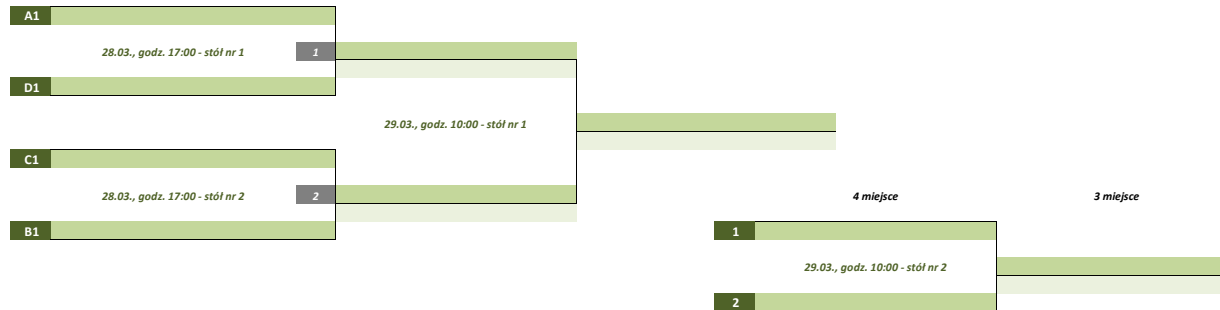 A1
28.03., godz. 17:00 - stół nr 1
1
D1
29.03., godz. 10:00 - stół nr 1
C1
28.03., godz. 17:00 - stół nr 2
2
B1
4 miejsce
3 miejsce
1
29.03., godz. 10:00 - stół nr 2
2